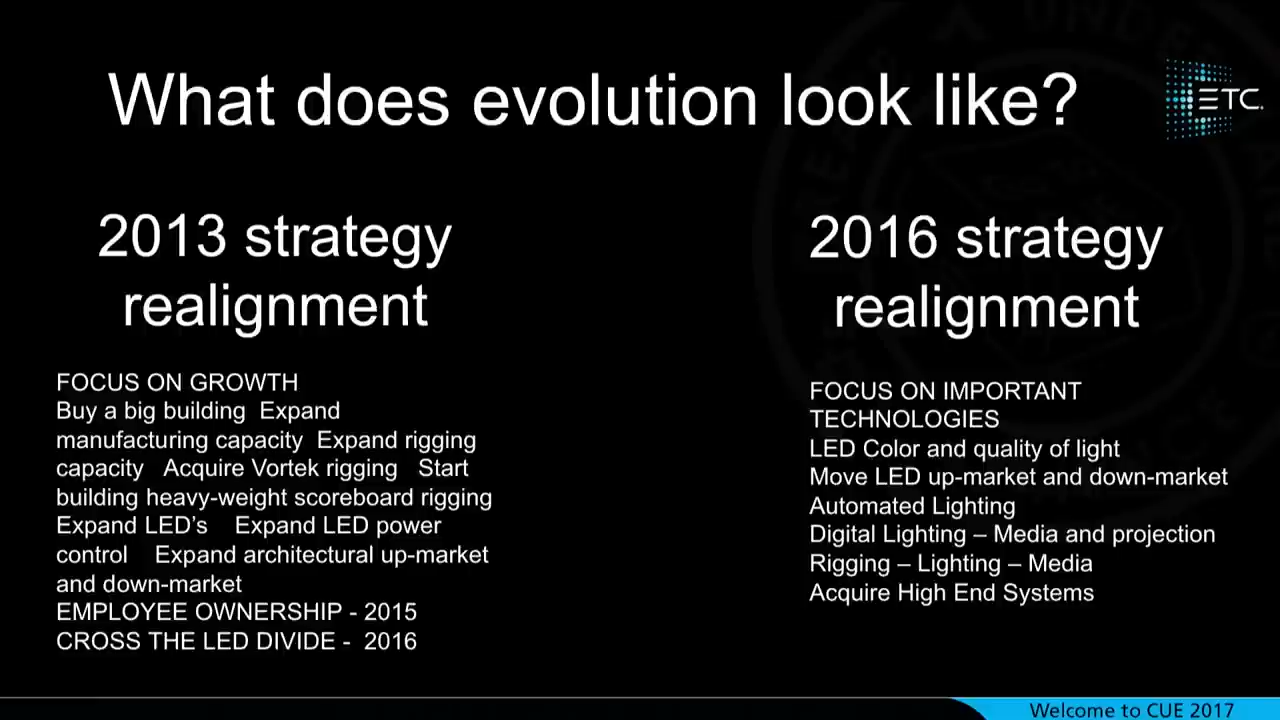 What does evolution look like?
ETC.
2013 strategy
realignment
FOCUS ON GROWTH
Buy a big building  Expand
manufacturing capacity  Expand rigging
capacity   Acquire Vortek rigging   Start
building heavy-weight scoreboard rigging
Expand LED’s    Expand LED power
control    Expand architectural up-market
and down-market
EMPLOYEE OWNERSHIP - 2015
CROSS THE LED DIVIDE -  2016
2016 strategy
realignment
FOCUS ON IMPORTANT
TECHNOLOGIES
LED Color and quality of light
Move LED up-market and down-market
Automated Lighting
Digital Lighting – Media and projection
Rigging – Lighting – Media
Acquire High End Systems
Welcome to CUE 2017